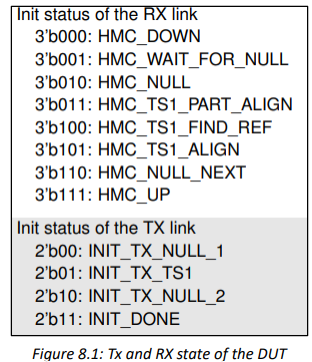 Init status of the RX link
3'b000: HMC_DOWN
3'b001: HMC_WAIT_FOR_NULL
3'b010: HMC_NULL
3'b011: HMC_TS1_PART_ALIGN
3'b100: HMC_TS1_FIND_REF
3'b101: HMC_TS1_ALIGN
3'b110: HMC_NULL_NEXT
3'b111: HMC_UP
Init status of the TX link
2'b00: INIT_TX_NULL_1
2'b01: INIT_TX_TS1
2'b10: INIT_TX_NULL_2
2'b11: INIT_DONE
Figure 8.1: Tx and RX state of the DUT